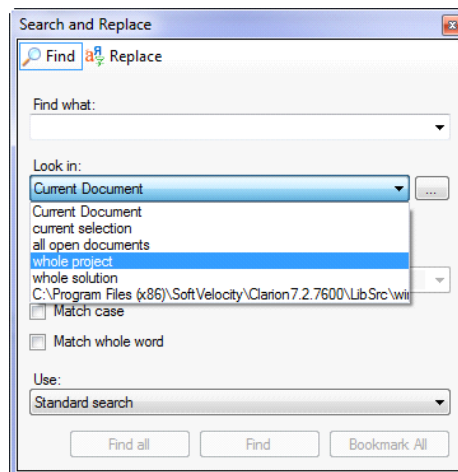 Search and Replace
Find Replace
Find what:
Look in:
Current Document
...
Current Document
current selection
all open documents
whole project
whole solution
C:\Program Files (x86)\SoftVelocity\Clarion7.2.7600\LibSrc\wi
Match case
Match whole word
Use:
Standard search
Find all Find Bookmark All